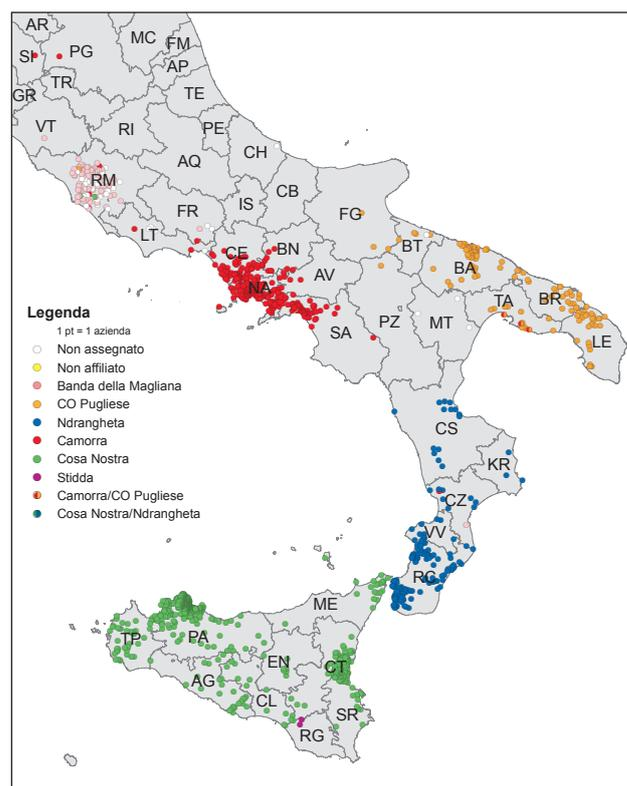 AR
MC
FM
SI
PG
AP
TR
TE
GR
VT
RI
PE
CH
AQ
RM
CB
IS
FR
FG
LT
BT
CE
BN
BA
AV
NA
TA
BR
SA
PZ
MT
LE
Legenda
1 pt = 1 azienda
Non assegnato
Non affiliato
Banda della Magliana
CO Pugliese
Ndrangheta
Camorra
Cosa Nostra
Stidda
Camorra/CO Pugliese
Cosa Nostra/Ndrangheta
CS
KR
CZ
VV
RC
ME
TP
PA
EN
CT
AG
CL
SR
RG